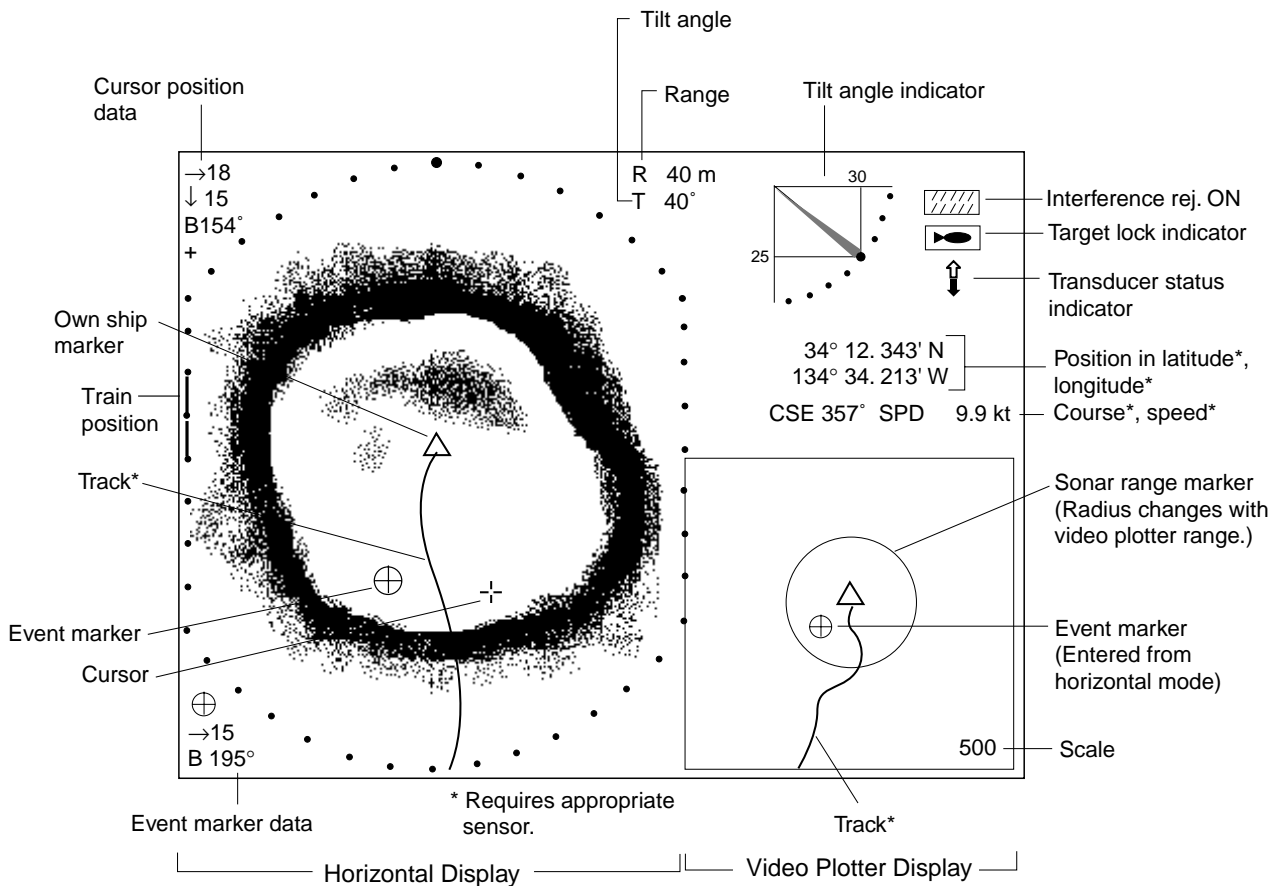 Tilt angle
Cursor position
data
Range
Tilt angle indicator
→18
↓ 15
B154°
+
R 40 m
T 40°
30
25
Interference rej. ON
Target lock indicator
Transducer status
indicator
Own ship
marker
34° 12. 343' N
134° 34. 213' W
Position in latitude*,
longitude*
Train
position
CSE 357° SPD 9.9 kt
Course*, speed*
Track*
Sonar range marker
(Radius changes with
video plotter range.)
Event marker
Cursor
Event marker
(Entered from
horizontal mode)
→15
B 195°
500
Scale
Event marker data
* Requires appropriate
sensor.
Track*
Horizontal Display
Video Plotter Display